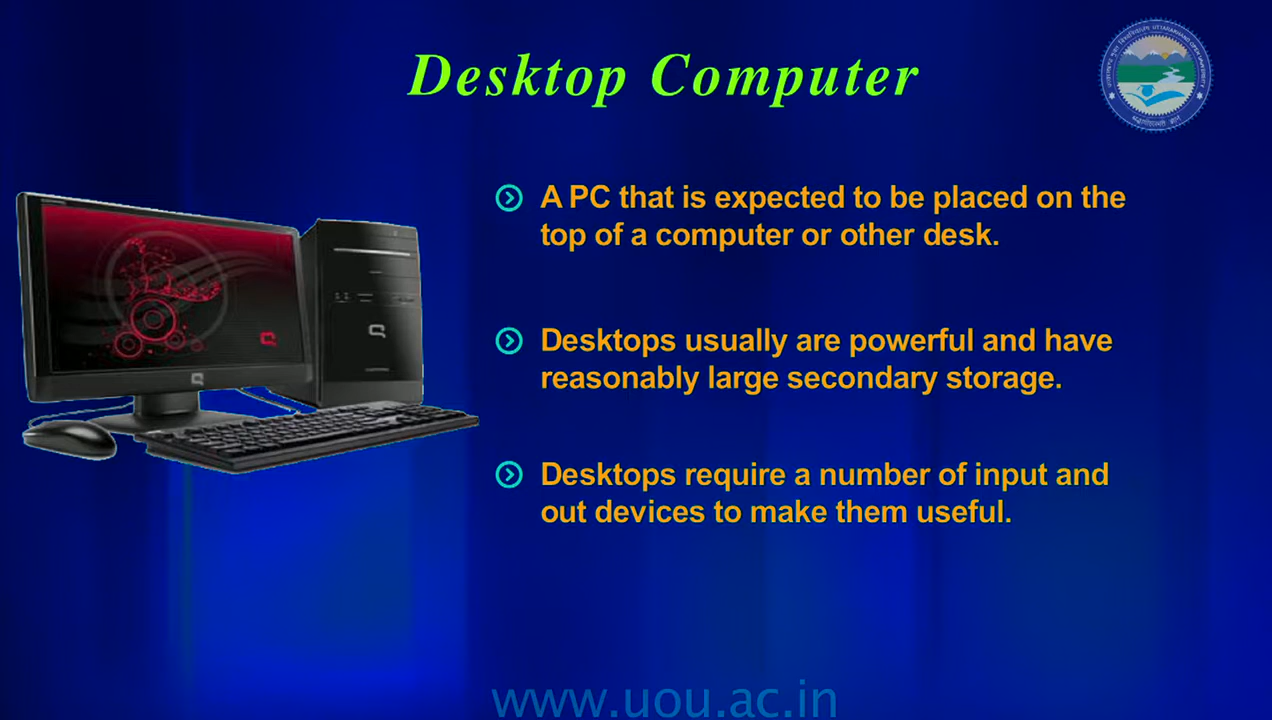 Desktop Computer
A PC that is expected to be placed on the
top of a computer or other desk.
Desktops usually are powerful and have
reasonably large secondary storage.
Desktops require a number of input and
out devices to make them useful.
www.uou.ac.in